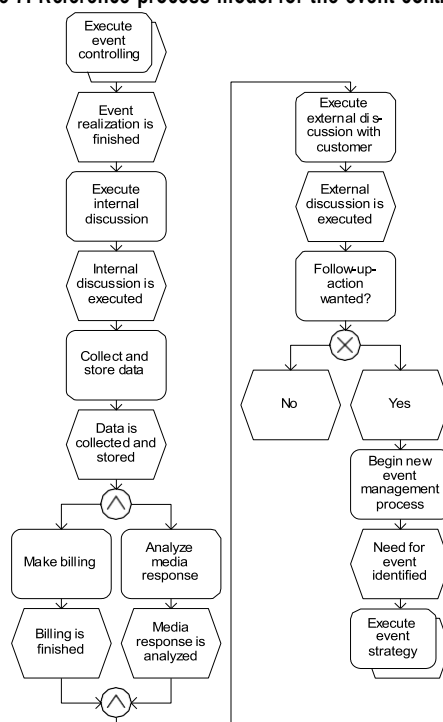 1. Reference process model for the event cont
Execute
event
controlling
Event
realization is
finished
Execute
internal
discussion
Internal
discussion is
executed
Collect and
store data
Data is
collected and
stored
Make billing
Analyze
media
response
Billing is
finished
Media
response is
analyzed
Execute
external dis-
cussion with
customer
External
discussion is
executed
Follow-up-
action
wanted?
No
Yes
Begin new
event
management
process
Need for
event
identified
Execute
event
strategy